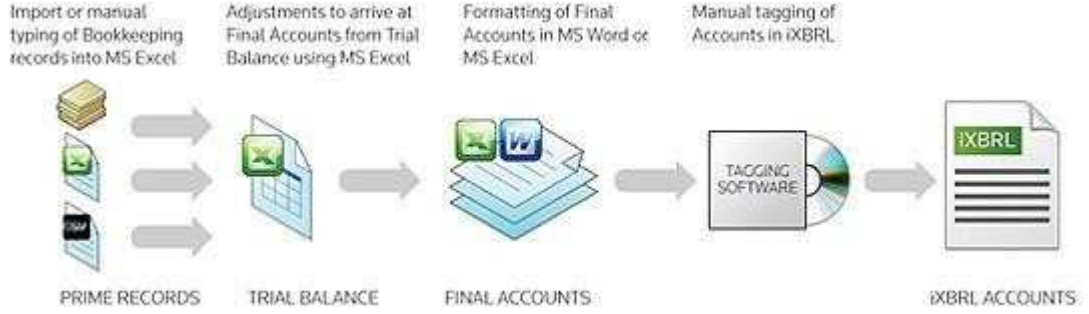 Import or manual
typing of Bookkeeping
records into MS Excel
Adjustments to arrive at
Final Accounts from Trial
Balance using MS Excel
Formatting of Final
Accounts in MS Word or
MS Excel
Manual tagging of
Accounts in iXBRL
iXBRL
TAGGING
SOFTWARE
PRIME RECORDS
TRIAL BALANCE
FINAL ACCOUNTS
iXBRL ACCOUNTS